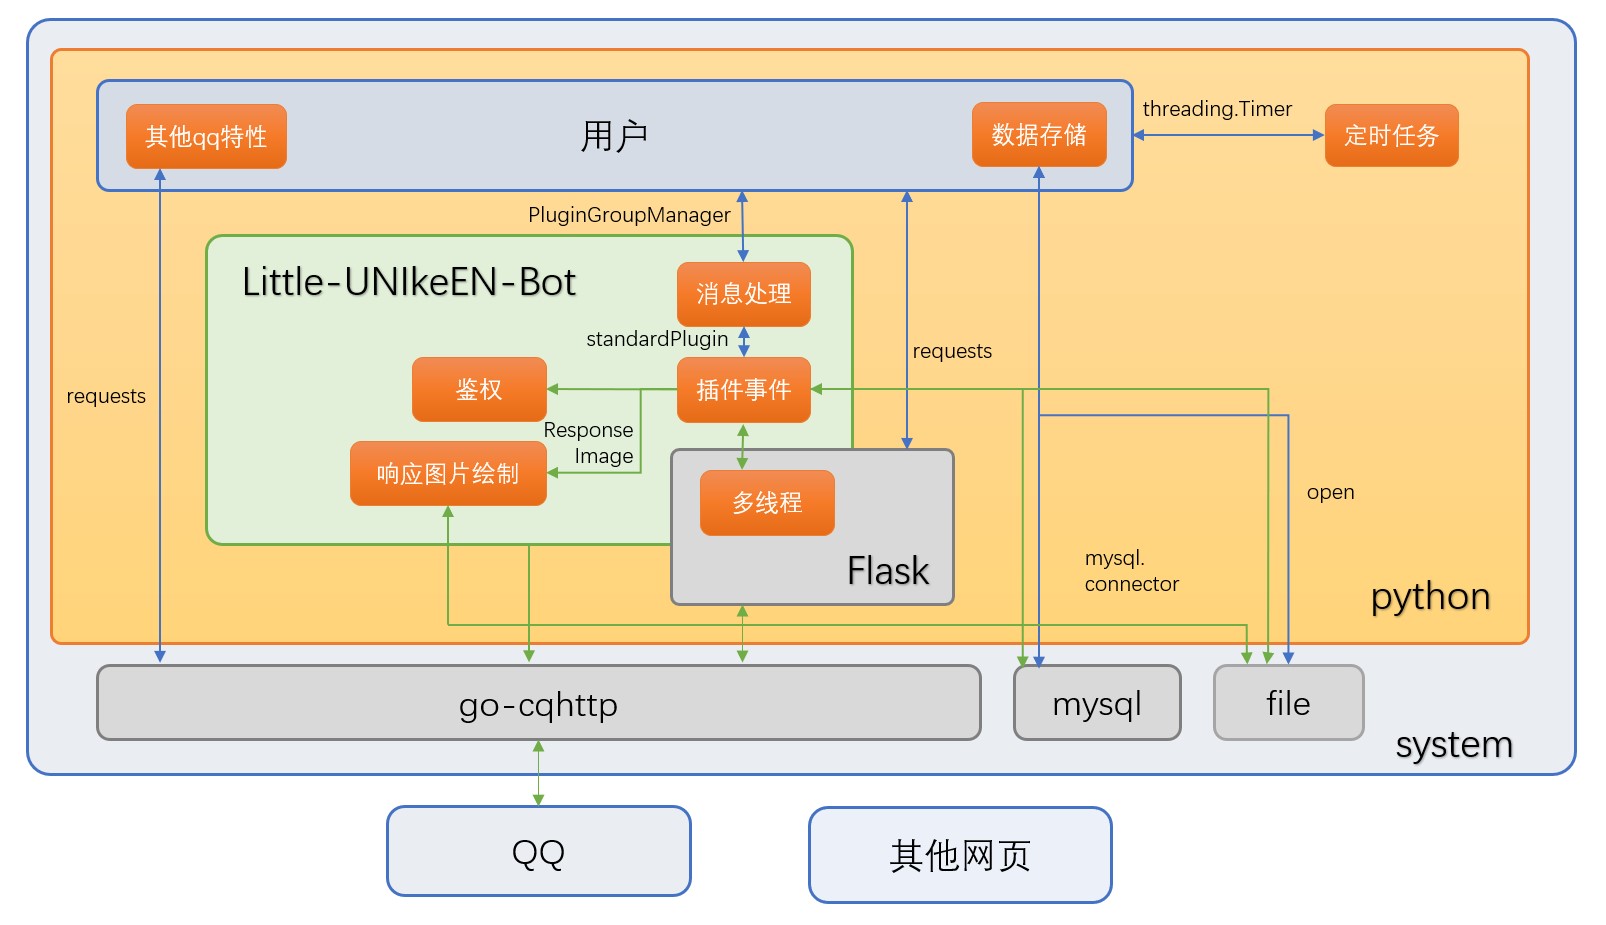 其他qq特性
用户
数据存储
threading.Timer
定时任务
PluginGroupManager
Little-UNIkeEN-Bot
消息处理
standardPlugin
requests
requests
鉴权
插件事件
Response
Image
响应图片绘制
多线程
open
Flask
mysql.
connector
python
go-cqhttp
mysql
file
system
QQ
其他网页